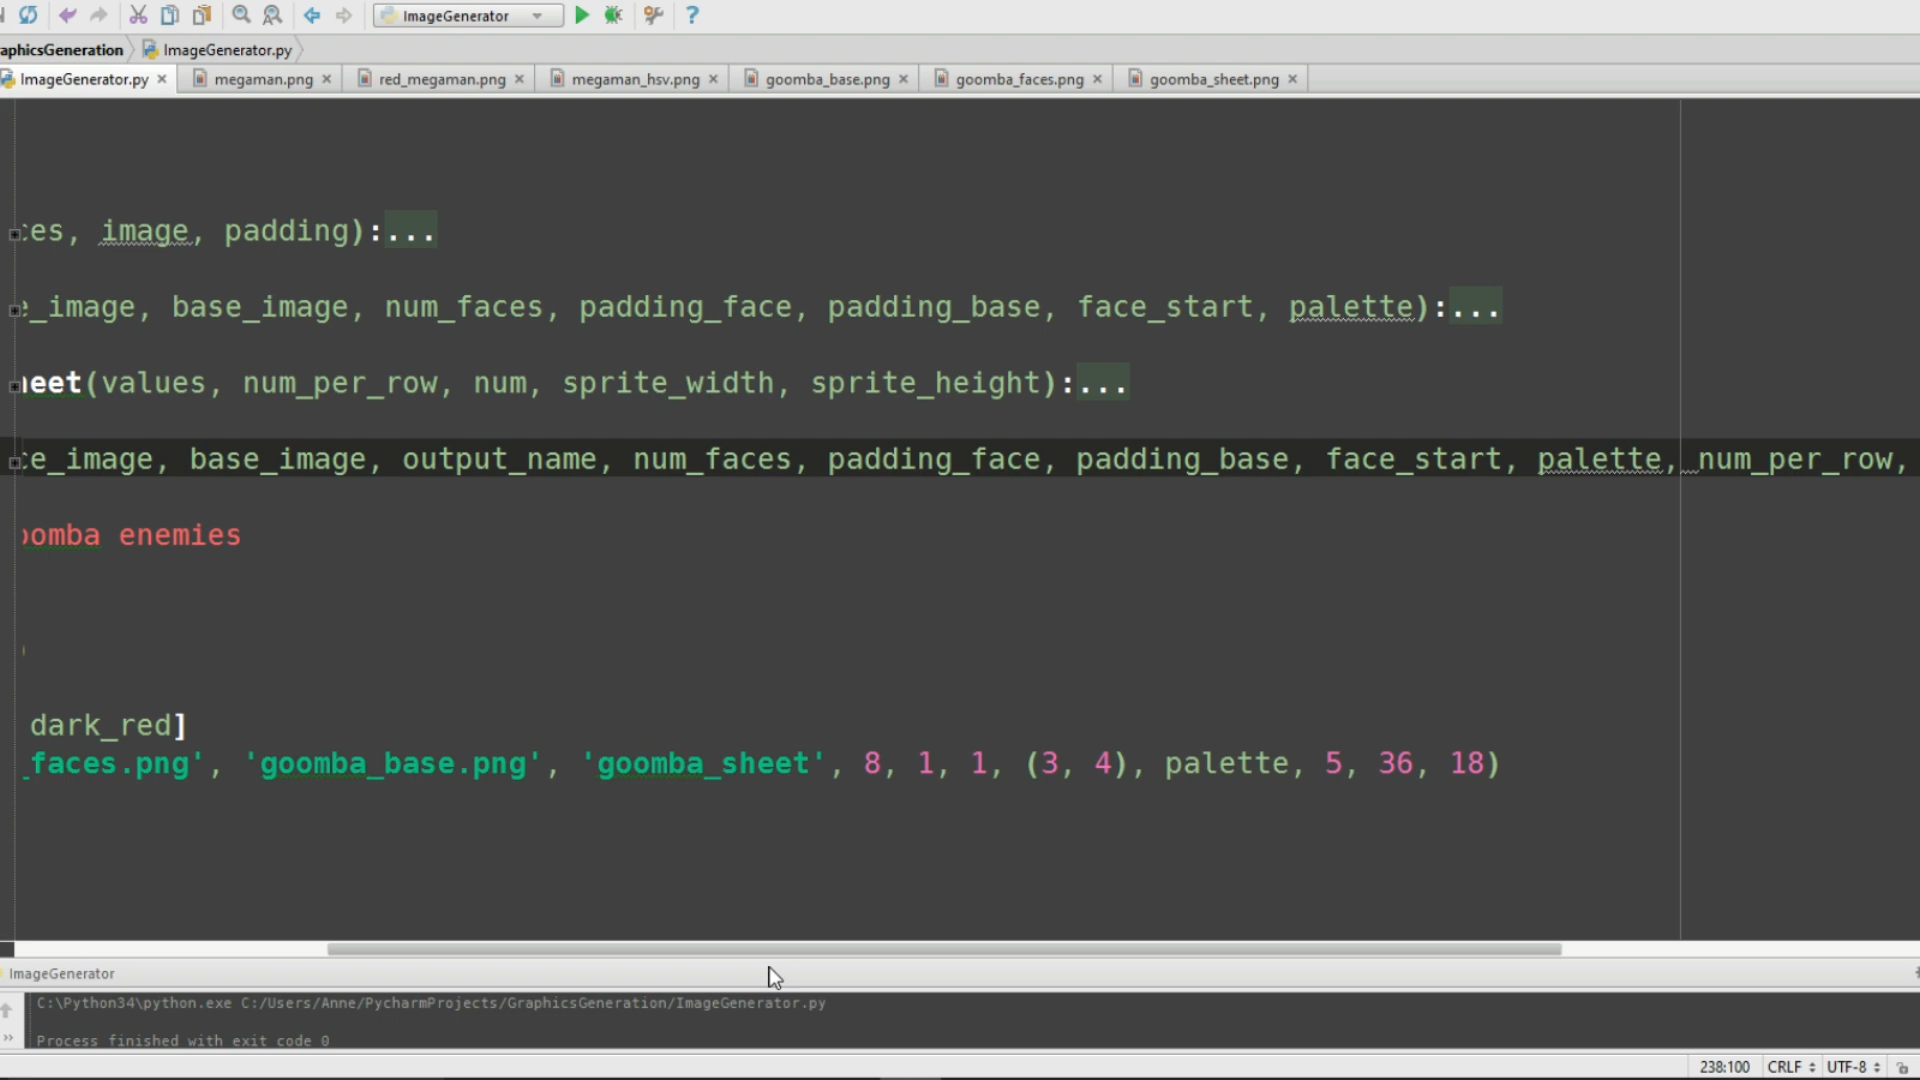 ImageGenerator
?
aphicsGeneration ImageGenerator.py
ImageGenerator.py megaman.png red_megaman.png megaman_hsv.png goomba_base.png goomba_faces.png goomba_sheet.png
es, image, padding):...
_image, base_image, num_faces, padding_face, padding_base, face_start, palette):...
eet(values, num_per_row, num, sprite_width, sprite_height):...
e_image, base_image, output_name, num_faces, padding_face, padding_base, face_start, palette, num_per_row,
oomba enemies
dark_red]
_faces.png', 'goomba_base.png', 'goomba_sheet', 8, 1, 1, (3, 4), palette, 5, 36, 18)
ImageGenerator
C:\Python34\python.exe C:/Users/Anne/PycharmProjects/GraphicsGeneration/ImageGenerator.py
Process finished with exit code 0
238:100 CRLF UTF-8